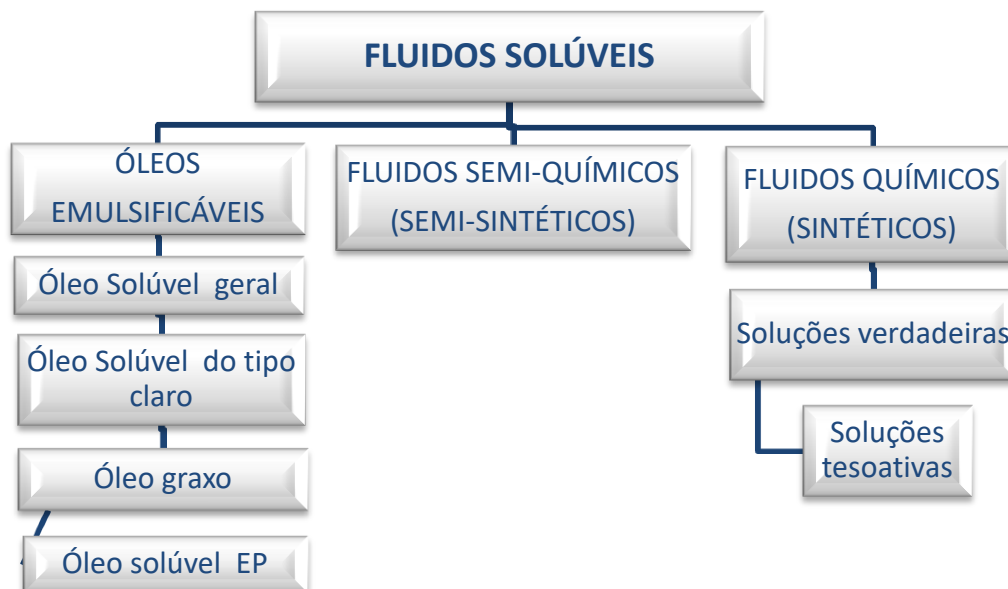 FLUIDOS SOLÚVEIS
ÓLEOS
EMULSIFICÁVEIS
Óleo Solúvel geral
Óleo Solúvel do tipo
claro
Óleo graxo
Óleo solúvel EP
FLUIDOS SEMI-QUÍMICOS
(SEMI-SINTÉTICOS)
FLUIDOS QUÍMICOS
(SINTÉTICOS)
Soluções verdadeiras
Soluções
tesoativas